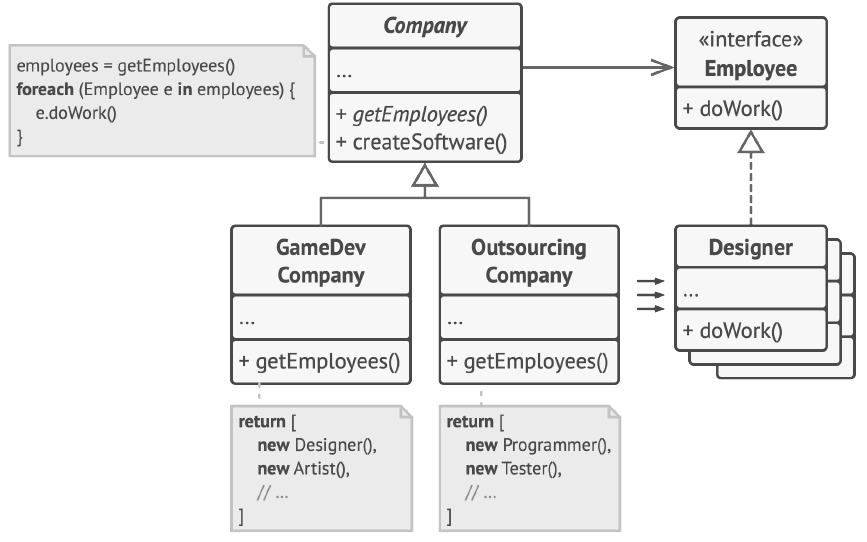 Company
...
+ getEmployees()
+ createSoftware()
employees = getEmployees()
foreach (Employee e in employees) {
e.doWork()
}
«interface»
Employee
+ doWork()
GameDev
Company
...
+ getEmployees()
Outsourcing
Company
...
+ getEmployees()
Designer
...
+ doWork()
return [
new Designer(),
new Artist(),
// ...
]
return [
new Programmer(),
new Tester(),
// ...
]